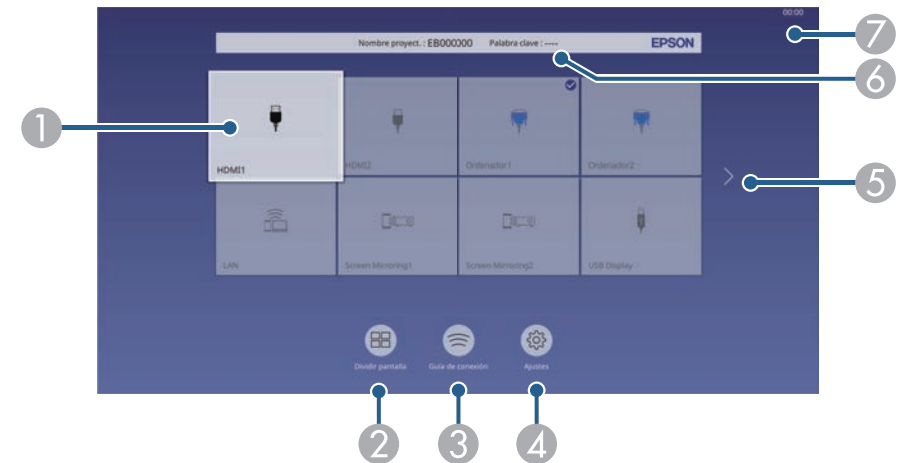 00:00
7
Nombre proyect. : EB000000 Palabra clave : ---- EPSON
6
1
HDMI1 HDMI2 Ordenador1 Ordenador2
5
LAN Screen Mirroring1 Screen Mirroring2 USB Display
Dividir pantalla Guía de conexión Ajustes
2 3 4